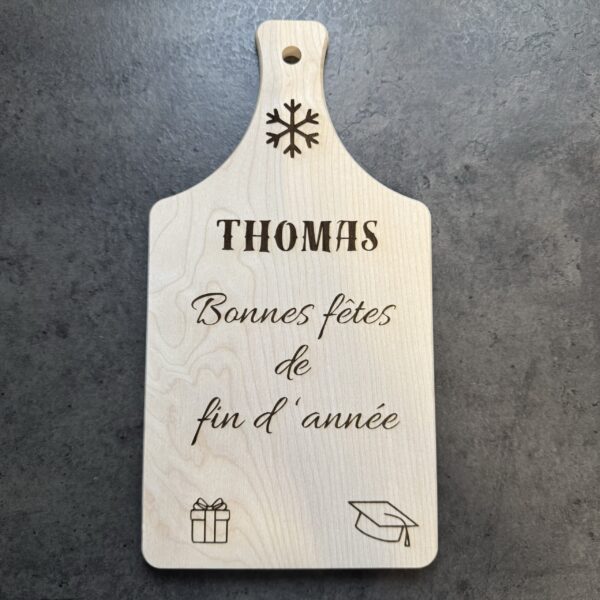 THOMAS
Bonnes fêtes
de
fin d ‘ année